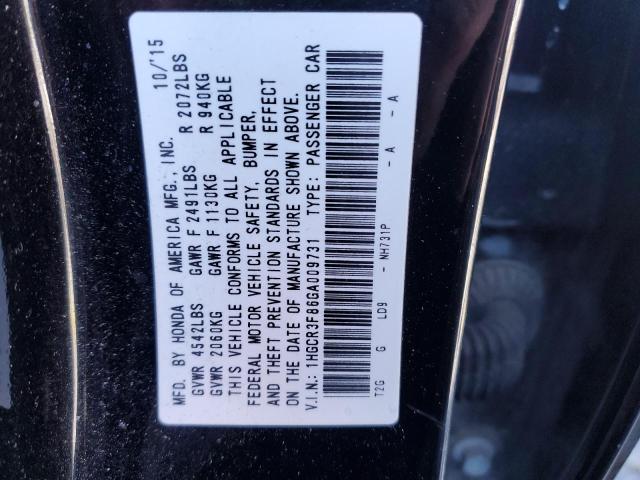 MFD. BY HONDA OF AMERICA MFG., INC. 10/'15
GVWR 4542LBS GAWR F 2491LBS R 2072LBS
GVWR 2060KG GAWR F 1130KG R 940KG
THIS VEHICLE CONFORMS TO ALL APPLICABLE
FEDERAL MOTOR VEHICLE SAFETY, BUMPER,
AND THEFT PREVENTION STANDARDS IN EFFECT
ON THE DATE OF MANUFACTURE SHOWN ABOVE.
V.I.N.: 1HGCR3F86GA009731 TYPE: PASSENGER CAR
T2G G LD9 - NH731P - A - A